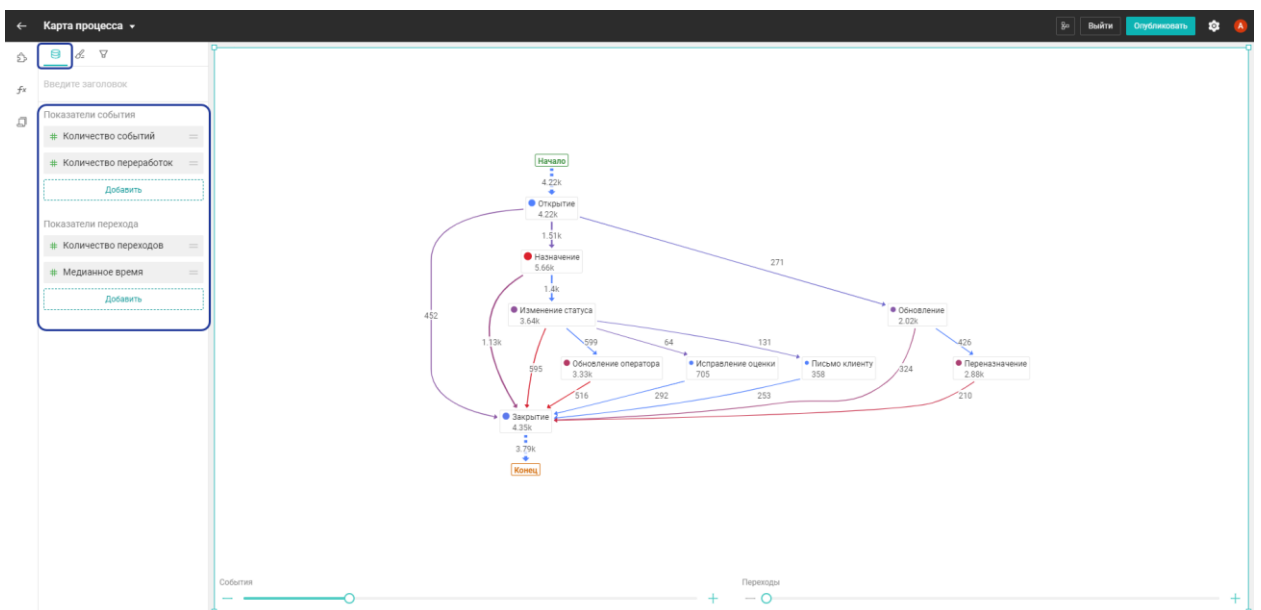 Карта процесса
Выйти
Опубликовать
A
Введите заголовок
fx
Показатели события
# Количество событий
# Количество переработок
Добавить
Показатели перехода
# Количество переходов
# Медианное время
Добавить
Начало
4.22k
Открытие
4.22k
1.51k
Назначение
5.66k
271
1.4k
Изменение статуса
3.64k
Обновление
2.02k
452
1.13k
599
64
131
426
595
Обновление оператора
3.33k
Исправление оценки
705
Письмо клиенту
358
324
Переназначение
2.88k
516
292
253
210
Закрытие
4.35k
3.79k
Конец
События
Переходы